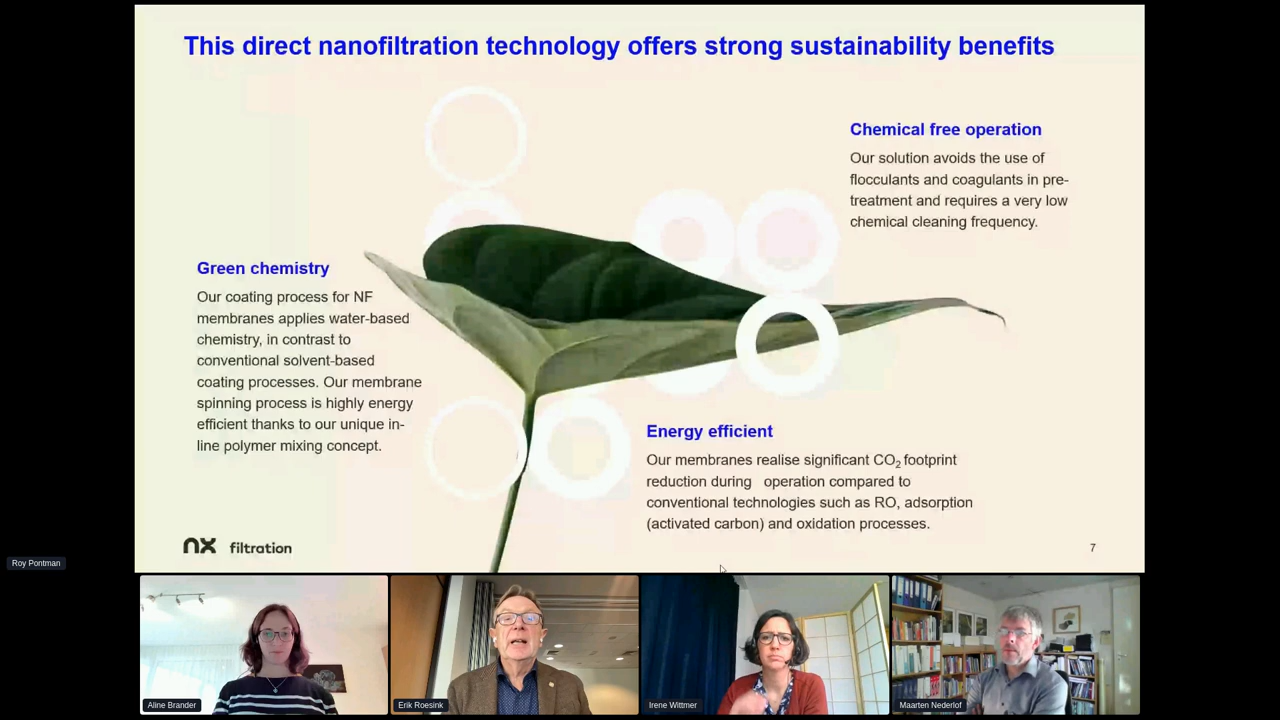 This direct nanofiltration technology offers strong sustainability benefits
Chemical free operation
Our solution avoids the use of
flocculants and coagulants in pre-
treatment and requires a very low
chemical cleaning frequency.
Green chemistry
Our coating process for NF
membranes applies water-based
chemistry, in contrast to
conventional solvent-based
coating processes. Our membrane
spinning process is highly energy
efficient thanks to our unique in-
line polymer mixing concept.
Energy efficient
Our membranes realise significant CO2 footprint
reduction during operation compared to
conventional technologies such as RO, adsorption
(activated carbon) and oxidation processes.
nx filtration
7
Roy Pontman
Aline Brander
Erik Roesink
Irene Wittmer
Maarten Nederlof